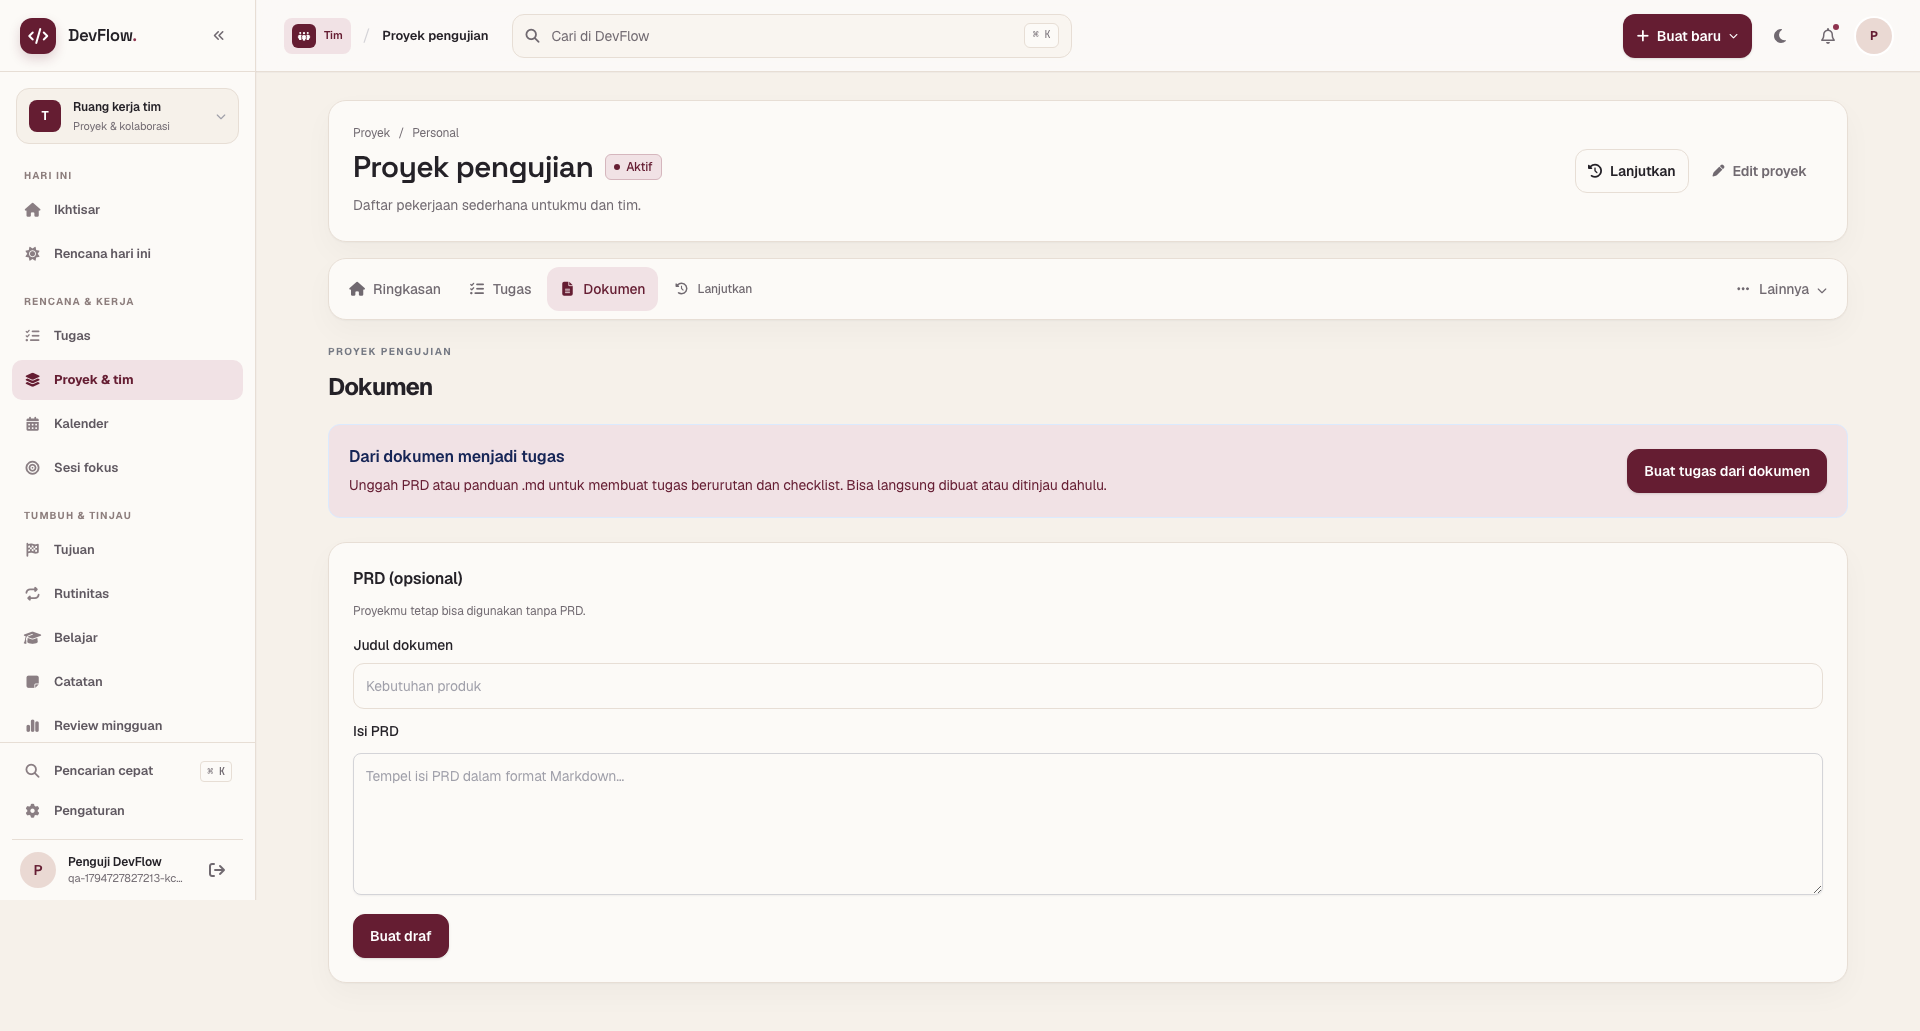 DevFlow.
Tim / Proyek pengujian
Cari di DevFlow
⌘ K
Buat baru
P
T
Ruang kerja tim
Proyek & kolaborasi
HARI INI
Ikhtisar
Rencana hari ini
RENCANA & KERJA
Tugas
Proyek & tim
Kalender
Sesi fokus
TUMBUH & TINJAU
Tujuan
Rutinitas
Belajar
Catatan
Review mingguan
Pencarian cepat
⌘ K
Pengaturan
P
Penguji DevFlow
qa-1794727827213-kc...
Proyek / Personal
Proyek pengujian
Aktif
Daftar pekerjaan sederhana untukmu dan tim.
Lanjutkan
Edit proyek
Ringkasan
Tugas
Dokumen
Lanjutkan
Lainnya
PROYEK PENGUJIAN
Dokumen
Dari dokumen menjadi tugas
Unggah PRD atau panduan .md untuk membuat tugas berurutan dan checklist. Bisa langsung dibuat atau ditinjau dahulu.
Buat tugas dari dokumen
PRD (opsional)
Proyekmu tetap bisa digunakan tanpa PRD.
Judul dokumen
Kebutuhan produk
Isi PRD
Tempel isi PRD dalam format Markdown...
Buat draf